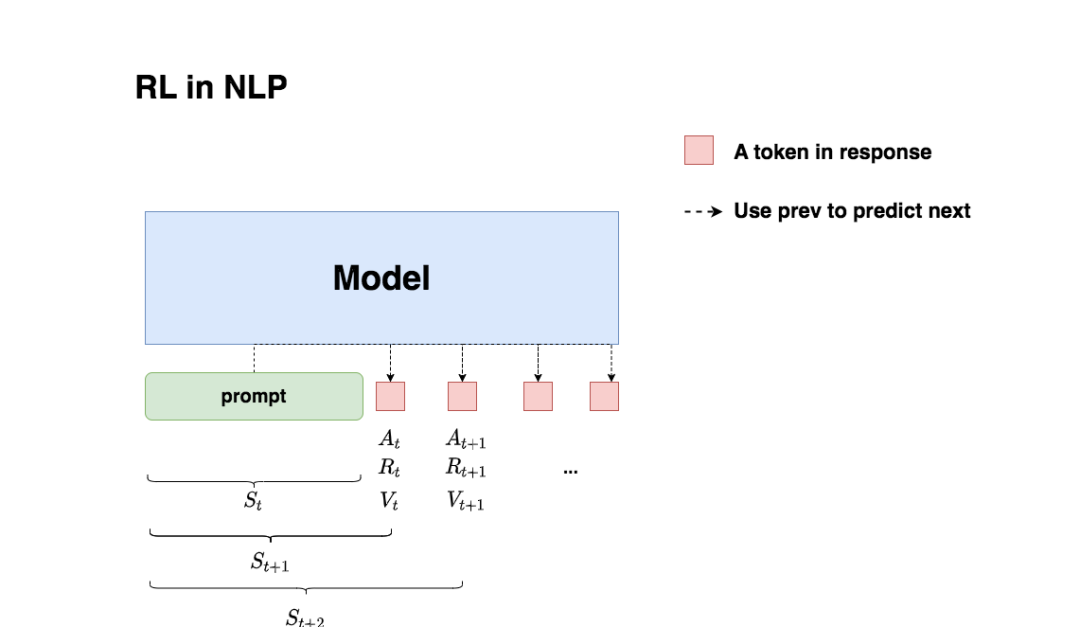 RL in NLP
A token in response
Use prev to predict next
Model
prompt
A_t A_{t+1}
R_t R_{t+1}
...
V_t V_{t+1}
S_t
S_{t+1}
S_{t+2}